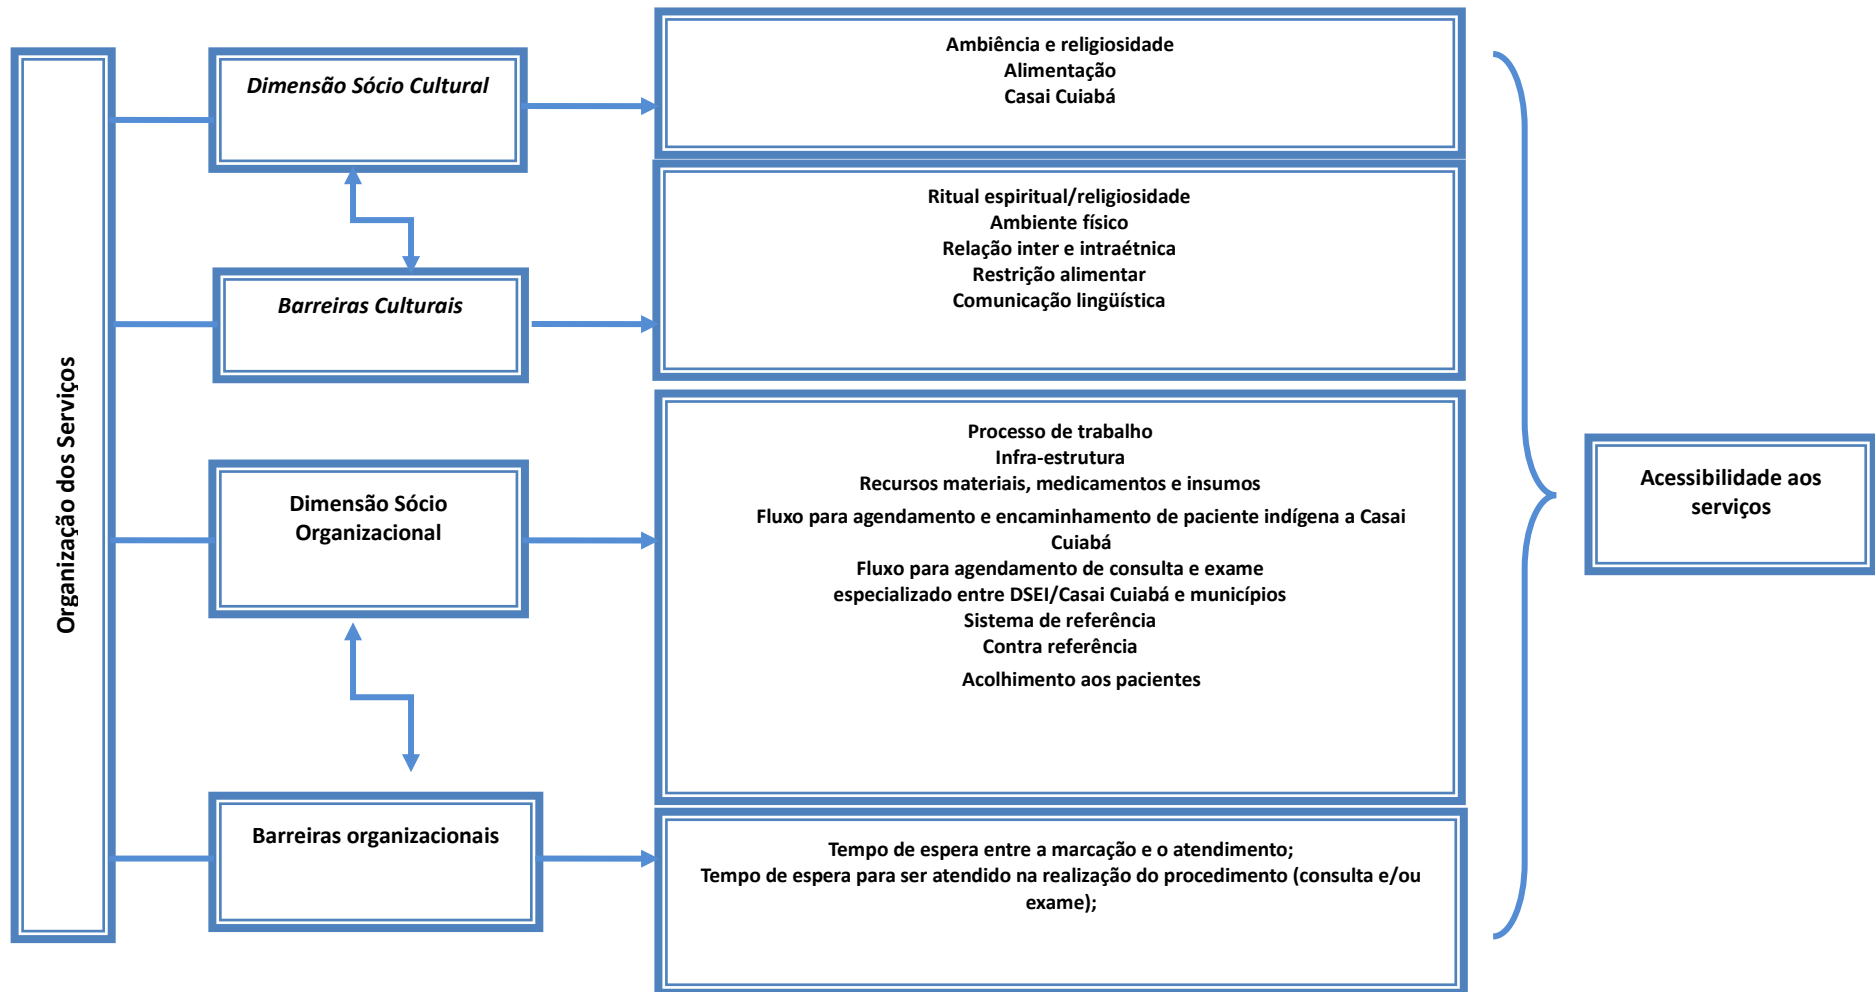 Organização dos Serviços
Dimensão Sócio Cultural
Ambiência e religiosidade
Alimentação
Casai Cuiabá
Barreiras Culturais
Ritual espiritual/religiosidade
Ambiente físico
Relação inter e intraétnica
Restrição alimentar
Comunicação lingüística
Dimensão Sócio
Organizacional
Processo de trabalho
Infra-estrutura
Recursos materiais, medicamentos e insumos
Fluxo para agendamento e encaminhamento de paciente indígena a Casai
Cuiabá
Fluxo para agendamento de consulta e exame
especializado entre DSEI/Casai Cuiabá e municípios
Sistema de referência
Contra referência
Acolhimento aos pacientes
Barreiras organizacionais
Tempo de espera entre a marcação e o atendimento;
Tempo de espera para ser atendido na realização do procedimento (consulta e/ou
exame);
Acessibilidade aos
serviços